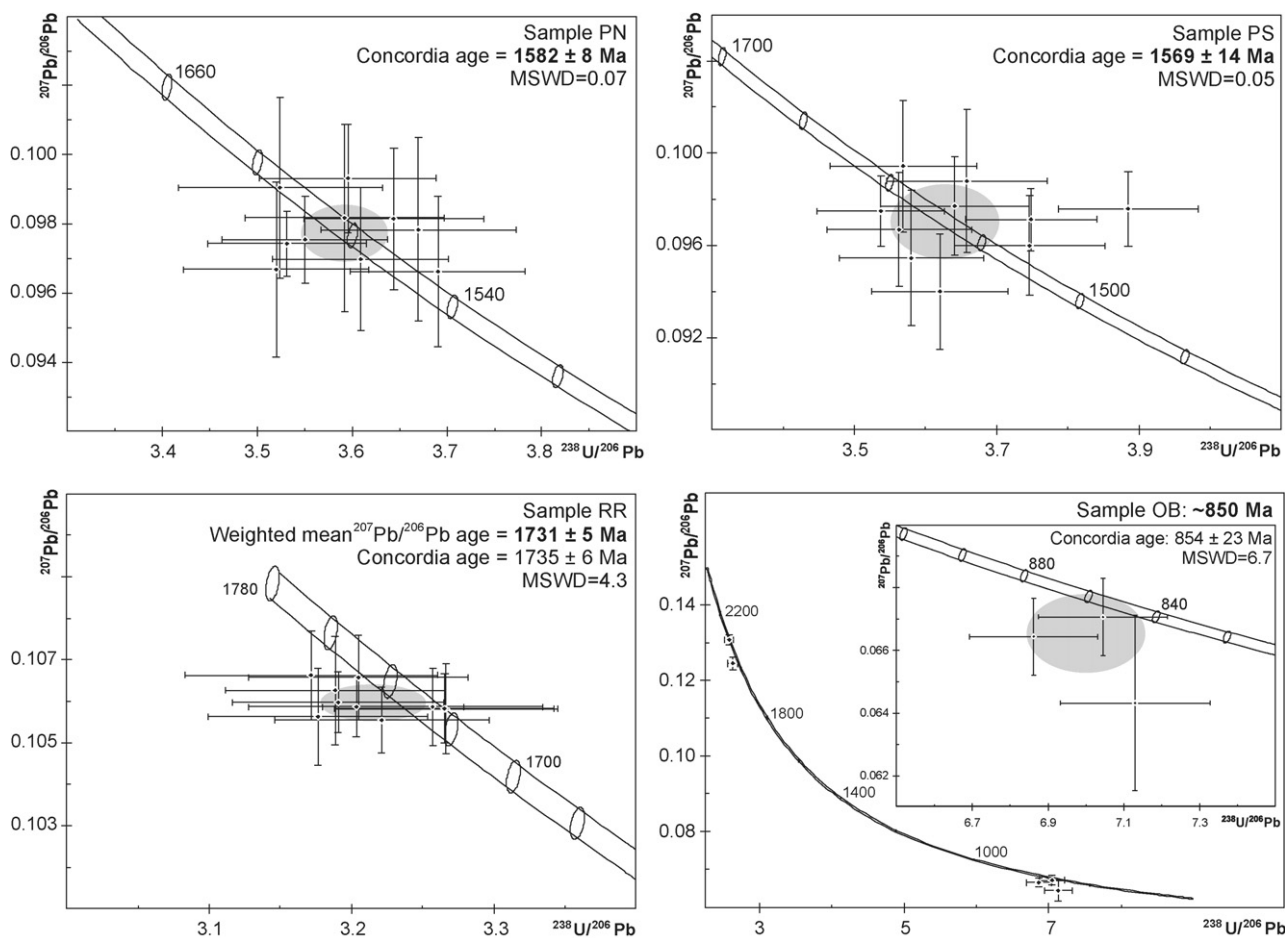 Sample PN
Concordia age = 1582 ± 8 Ma
MSWD=0.07
²⁰⁷Pb/²⁰⁶Pb
1660
0.100
0.098
0.096
0.094
1540
3.4
3.5
3.6
3.7
3.8
²³⁸U/²⁰⁶Pb
Sample PS
Concordia age = 1569 ± 14 Ma
MSWD=0.05
²⁰⁷Pb/²⁰⁶Pb
1700
0.100
0.096
0.092
1500
3.5
3.7
3.9
²³⁸U/²⁰⁶Pb
Sample RR
Weighted mean²⁰⁷Pb/²⁰⁶Pb age = 1731 ± 5 Ma
Concordia age = 1735 ± 6 Ma
MSWD=4.3
²⁰⁷Pb/²⁰⁶Pb
1780
0.107
0.105
0.103
1700
3.1
3.2
3.3
²³⁸U/²⁰⁶Pb
Sample OB: ~850 Ma
²⁰⁷Pb/²⁰⁶Pb
0.14
0.12
0.10
0.08
2200
1800
1400
1000
3
5
7
²³⁸U/²⁰⁶Pb
Concordia age: 854 ± 23 Ma
MSWD=6.7
²⁰⁷Pb/²⁰⁶Pb
880
840
0.066
0.064
0.062
6.7
6.9
7.1
7.3
²³⁸U/²⁰⁶Pb